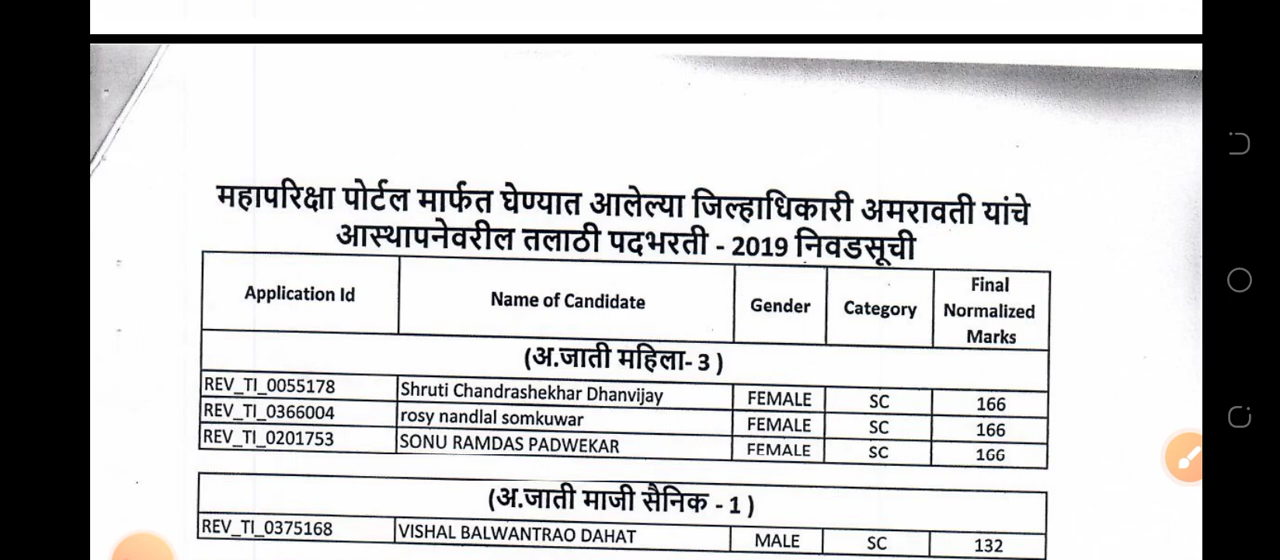 महापरिक्षा पोर्टल मार्फत घेण्यात आलेल्या जिल्हाधिकारी अमरावती यांचे
आस्थापनेवरील तलाठी पदभरती - 2019 निवडसूची
Application Id Name of Candidate Gender Category Final Normalized Marks
(अ.जाती महिला- 3 )
REV_TI_0055178 Shruti Chandrashekhar Dhanvijay FEMALE SC 166
REV_TI_0366004 rosy nandlal somkuwar FEMALE SC 166
REV_TI_0201753 SONU RAMDAS PADWEKAR FEMALE SC 166
(अ.जाती माजी सैनिक - 1 )
REV_TI_0375168 VISHAL BALWANTRAO DAHAT MALE SC 132